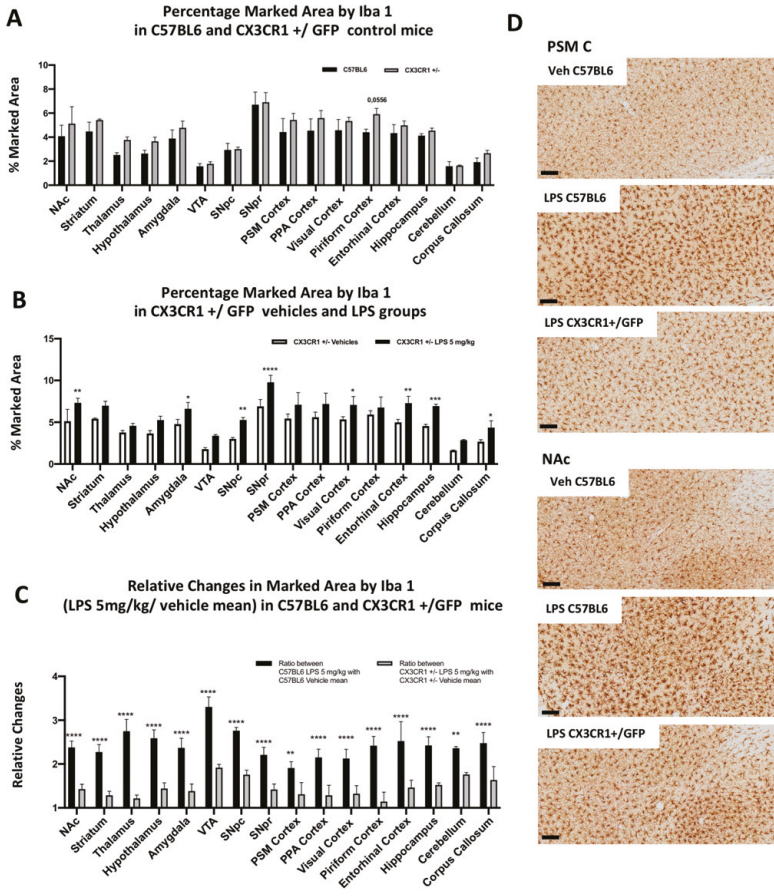 A
Percentage Marked Area by Iba 1
in C57BL6 and CX3CR1 +/ GFP control mice
C57BL6
CX3CR1 +/-
% Marked Area
10
8
6
4
2
0
0,0556
NAc
Striatum
Thalamus
Hypothalamus
Amygdala
VTA
SNpc
SNpr
PSM Cortex
PPA Cortex
Visual Cortex
Piriform Cortex
Entorhinal Cortex
Hippocampus
Cerebellum
Corpus Callosum
B
Percentage Marked Area by Iba 1
in CX3CR1 +/ GFP vehicles and LPS groups
CX3CR1 +/- Vehicles
CX3CR1 +/- LPS 5 mg/kg
% Marked Area
15
10
5
0
**
*
**
****
*
**
***
*
NAc
Striatum
Thalamus
Hypothalamus
Amygdala
VTA
SNpc
SNpr
PSM Cortex
PPA Cortex
Visual Cortex
Piriform Cortex
Entorhinal Cortex
Hippocampus
Cerebellum
Corpus Callosum
C
Relative Changes in Marked Area by Iba 1
(LPS 5mg/kg/ vehicle mean) in C57BL6 and CX3CR1 +/GFP mice
Ratio between
C57BL6 LPS 5 mg/kg with
C57BL6 Vehicle mean
Ratio between
CX3CR1 +/- LPS 5 mg/kg with
CX3CR1 +/- Vehicle mean
Relative Changes
4
3
2
1
****
****
****
****
****
****
****
****
**
****
****
****
****
****
**
****
NAc
Striatum
Thalamus
Hypothalamus
Amygdala
VTA
SNpc
SNpr
PSM Cortex
PPA Cortex
Visual Cortex
Piriform Cortex
Entorhinal Cortex
Hippocampus
Cerebellum
Corpus Callosum
D
PSM C
Veh C57BL6
LPS C57BL6
LPS CX3CR1+/GFP
NAc
Veh C57BL6
LPS C57BL6
LPS CX3CR1+/GFP